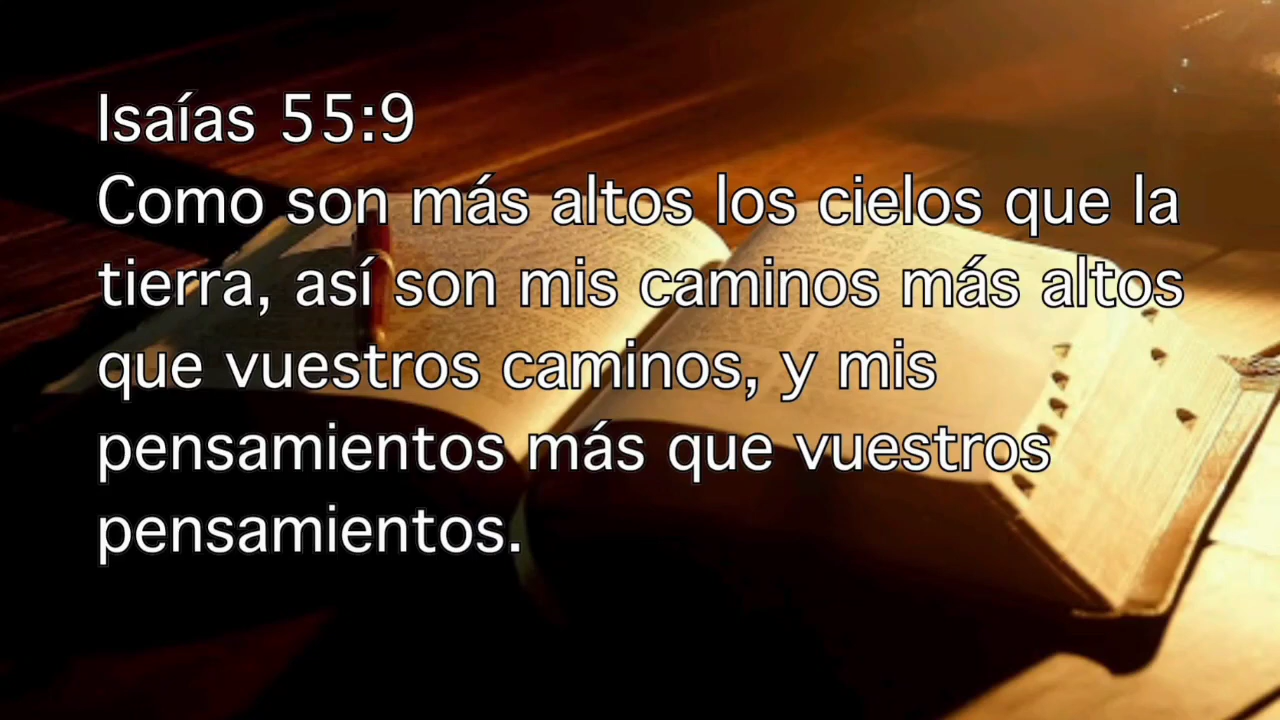 Isaías 55:9
Como son más altos los cielos que la
tierra, así son mis caminos más altos
que vuestros caminos, y mis
pensamientos más que vuestros
pensamientos.